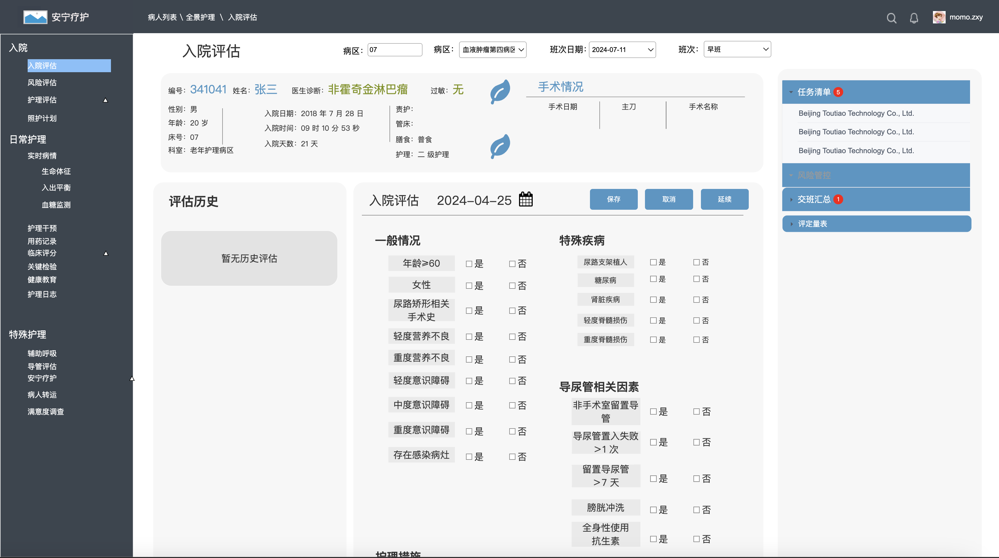 安宁疗护
病人列表 \ 全景护理 \ 入院评估
momo.zxy
入院
入院评估
风险评估
护理评估
照护计划
日常护理
实时病情
生命体征
入出平衡
血糖监测
护理干预
用药记录
临床评分
关键检验
健康教育
护理日志
特殊护理
辅助呼吸
导管评估
安宁疗护
病人转运
满意度调查
入院评估
病区： 07
病区： 血液肿瘤第四病区
班次日期： 2024-07-11
班次： 早班
编号：341041 姓名：张三 医生诊断：非霍奇金淋巴瘤 过敏：无
性别：男
年龄：20 岁
床号：07
科室：老年护理病区
入院日期：2018 年 7 月 28 日
入院时间：09 时 10 分 53 秒
入院天数：21 天
责护：
管床：
膳食：普食
护理：二 级护理
手术情况
手术日期 主刀 手术名称
评估历史
暂无历史评估
入院评估 2024-04-25
保存 取消 延续
一般情况
年龄≥60 是 否
女性 是 否
尿路矫形相关
手术史 是 否
轻度营养不良 是 否
重度营养不良 是 否
轻度意识障碍 是 否
中度意识障碍 是 否
重度意识障碍 是 否
存在感染病灶 是 否
特殊疾病
尿路支架植人 是 否
糖尿病 是 否
肾脏疾病 是 否
轻度脊髓损伤 是 否
重度脊髓损伤 是 否
导尿管相关因素
非手术室留置导
管 是 否
导尿管置入失败
>1 次 是 否
留置导尿管
>7 天 是 否
膀胱冲洗 是 否
全身性使用
抗生素 是 否
护理措施
任务清单 5
Beijing Toutiao Technology Co., Ltd.
Beijing Toutiao Technology Co., Ltd.
Beijing Toutiao Technology Co., Ltd.
风险管控
交班汇总 1
评定量表